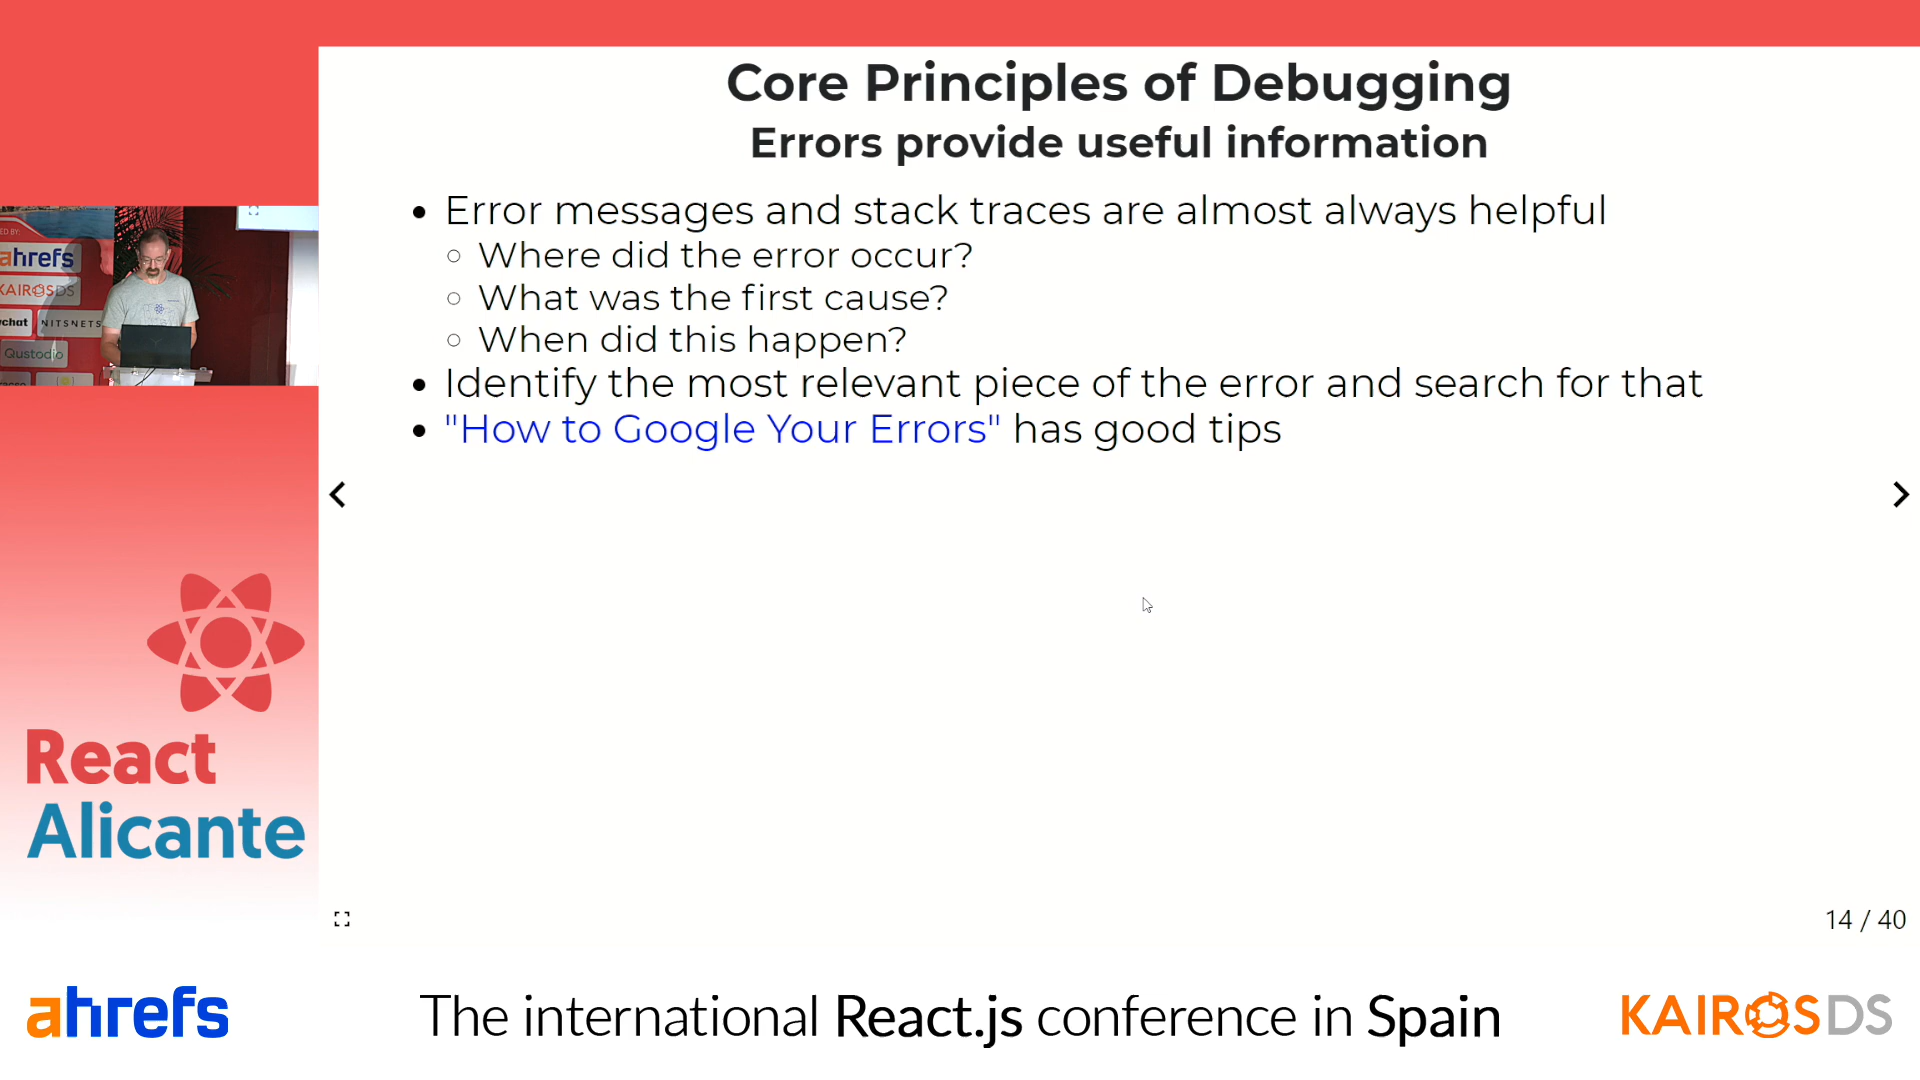 Core Principles of Debugging
Errors provide useful information
Error messages and stack traces are almost always helpful
Where did the error occur?
What was the first cause?
When did this happen?
Identify the most relevant piece of the error and search for that
"How to Google Your Errors" has good tips
ED BY:
ahrefs
KAIROSDS
chat
NITSNETS
Qustodio
React
Alicante
14 / 40
ahrefs
The international React.js conference in Spain
KAIROSDS